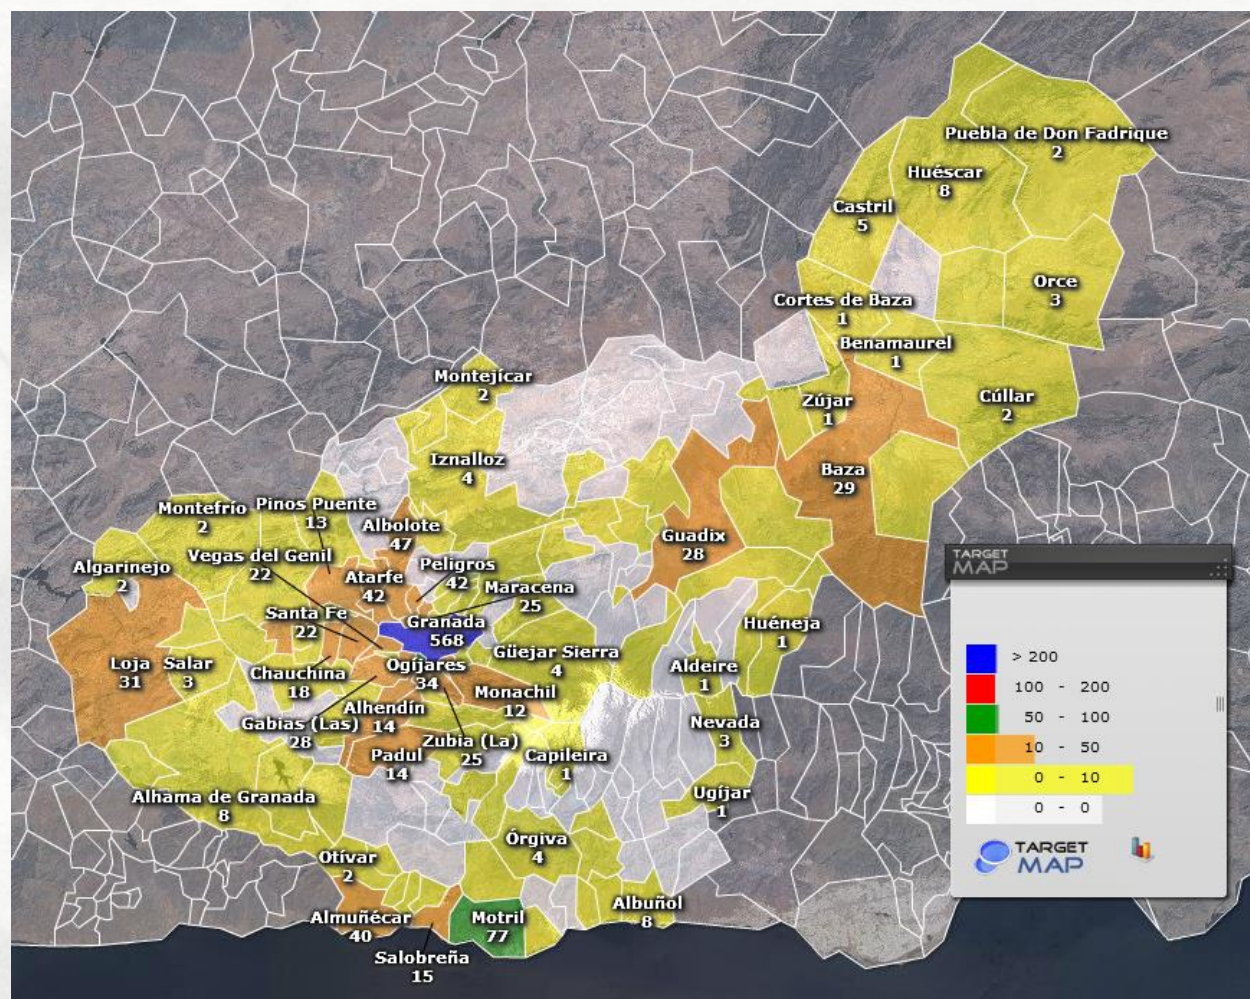 Puebla de Don Fadrique
2
Huéscar
8
Castril
5
Orce
3
Cortes de Baza
1
Benamaurel
1
Montejícar
2
Zújar
1
Cúllar
2
Iznalloz
4
Baza
29
Montefrío
2
Pinos Puente
13
Albolote
47
Guadix
28
Vegas del Genil
22
Algarinejo
2
Atarfe
42
Peligros
42
Maracena
25
Santa Fe
22
Granada
568
Huéneja
1
Güejar Sierra
4
Loja
31
Salar
3
Chauchina
18
Ogíjares
34
Aldeire
1
Monachil
12
Alhendín
14
Gabias (Las)
28
Nevada
3
Zubia (La)
25
Padul
14
Capileira
1
Alhama de Granada
8
Ugíjar
1
Órgiva
4
Otívar
2
Almuñécar
40
Motril
77
Albuñol
8
Salobreña
15
TARGET
MAP
> 200
100 - 200
50 - 100
10 - 50
0 - 10
0 - 0
TARGET
MAP